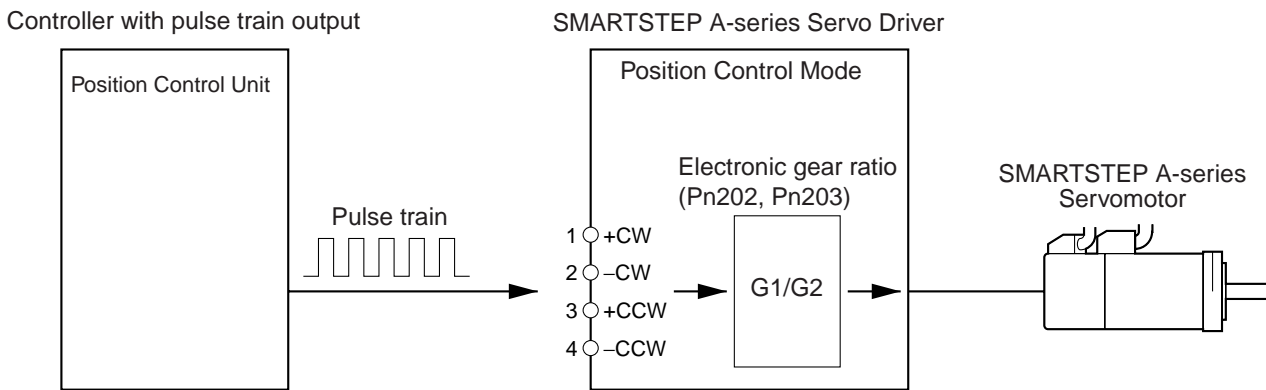 Controller with pulse train output
SMARTSTEP A-series Servo Driver
Position Control Unit
Position Control Mode
Electronic gear ratio
(Pn202, Pn203)
SMARTSTEP A-series
Servomotor
Pulse train
1 +CW
2 −CW
3 +CCW
4 −CCW
G1/G2